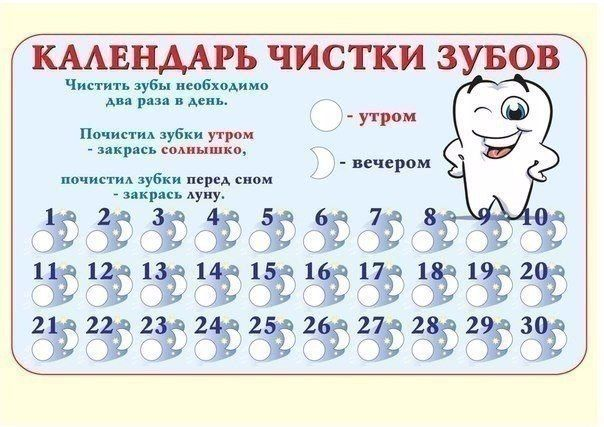 КАЛЕНДАРЬ ЧИСТКИ ЗУБОВ
Чистить зубы необходимо
два раза в день.
Почистил зубки утром
- закрась солнышко,
почистил зубки перед сном
- закрась луну.
- утром
- вечером
1 2 3 4 5 6 7 8 9 10
11 12 13 14 15 16 17 18 19 20
21 22 23 24 25 26 27 28 29 30